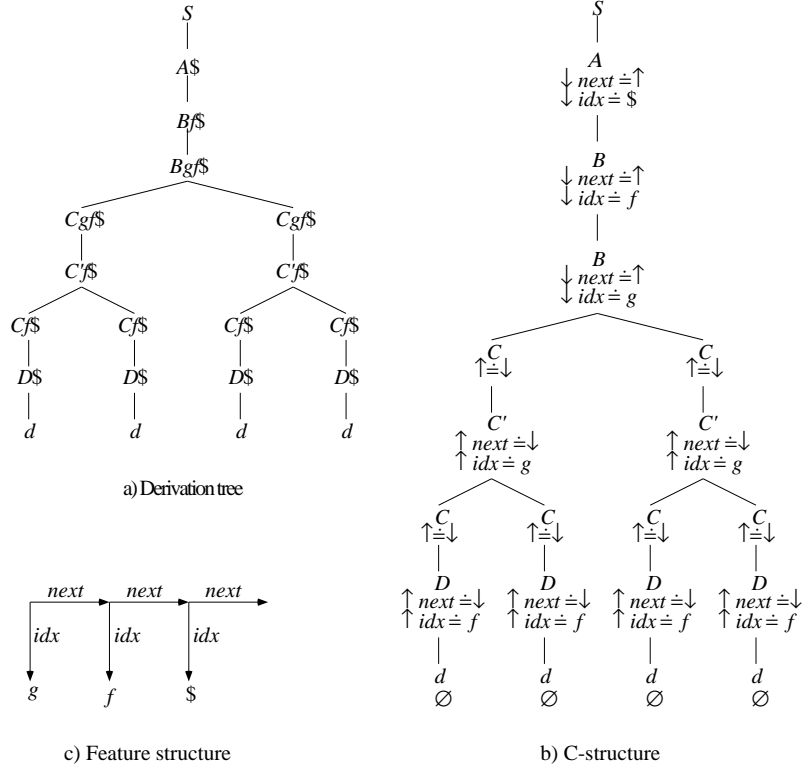 S
A$
Bf$
Bgf$
Cgf$ Cgf$
C'f$ C'f$
Cf$ Cf$ Cf$ Cf$
D$ D$ D$ D$
d d d d
a) Derivation tree
next next next
idx idx idx
g f $
c) Feature structure
S
A
↓ next ≐ ↑
↓ idx ≐ $
B
↓ next ≐ ↑
↓ idx ≐ f
B
↓ next ≐ ↑
↓ idx ≐ g
C C
↑ ≐ ↓ ↑ ≐ ↓
C' C'
↑ next ≐ ↓ ↑ next ≐ ↓
↑ idx ≐ g ↑ idx ≐ g
C C C C
↑ ≐ ↓ ↑ ≐ ↓ ↑ ≐ ↓ ↑ ≐ ↓
D D D D
↑ next ≐ ↓ ↑ next ≐ ↓ ↑ next ≐ ↓ ↑ next ≐ ↓
↑ idx ≐ f ↑ idx ≐ f ↑ idx ≐ f ↑ idx ≐ f
d d d d
∅ ∅ ∅ ∅
b) C-structure